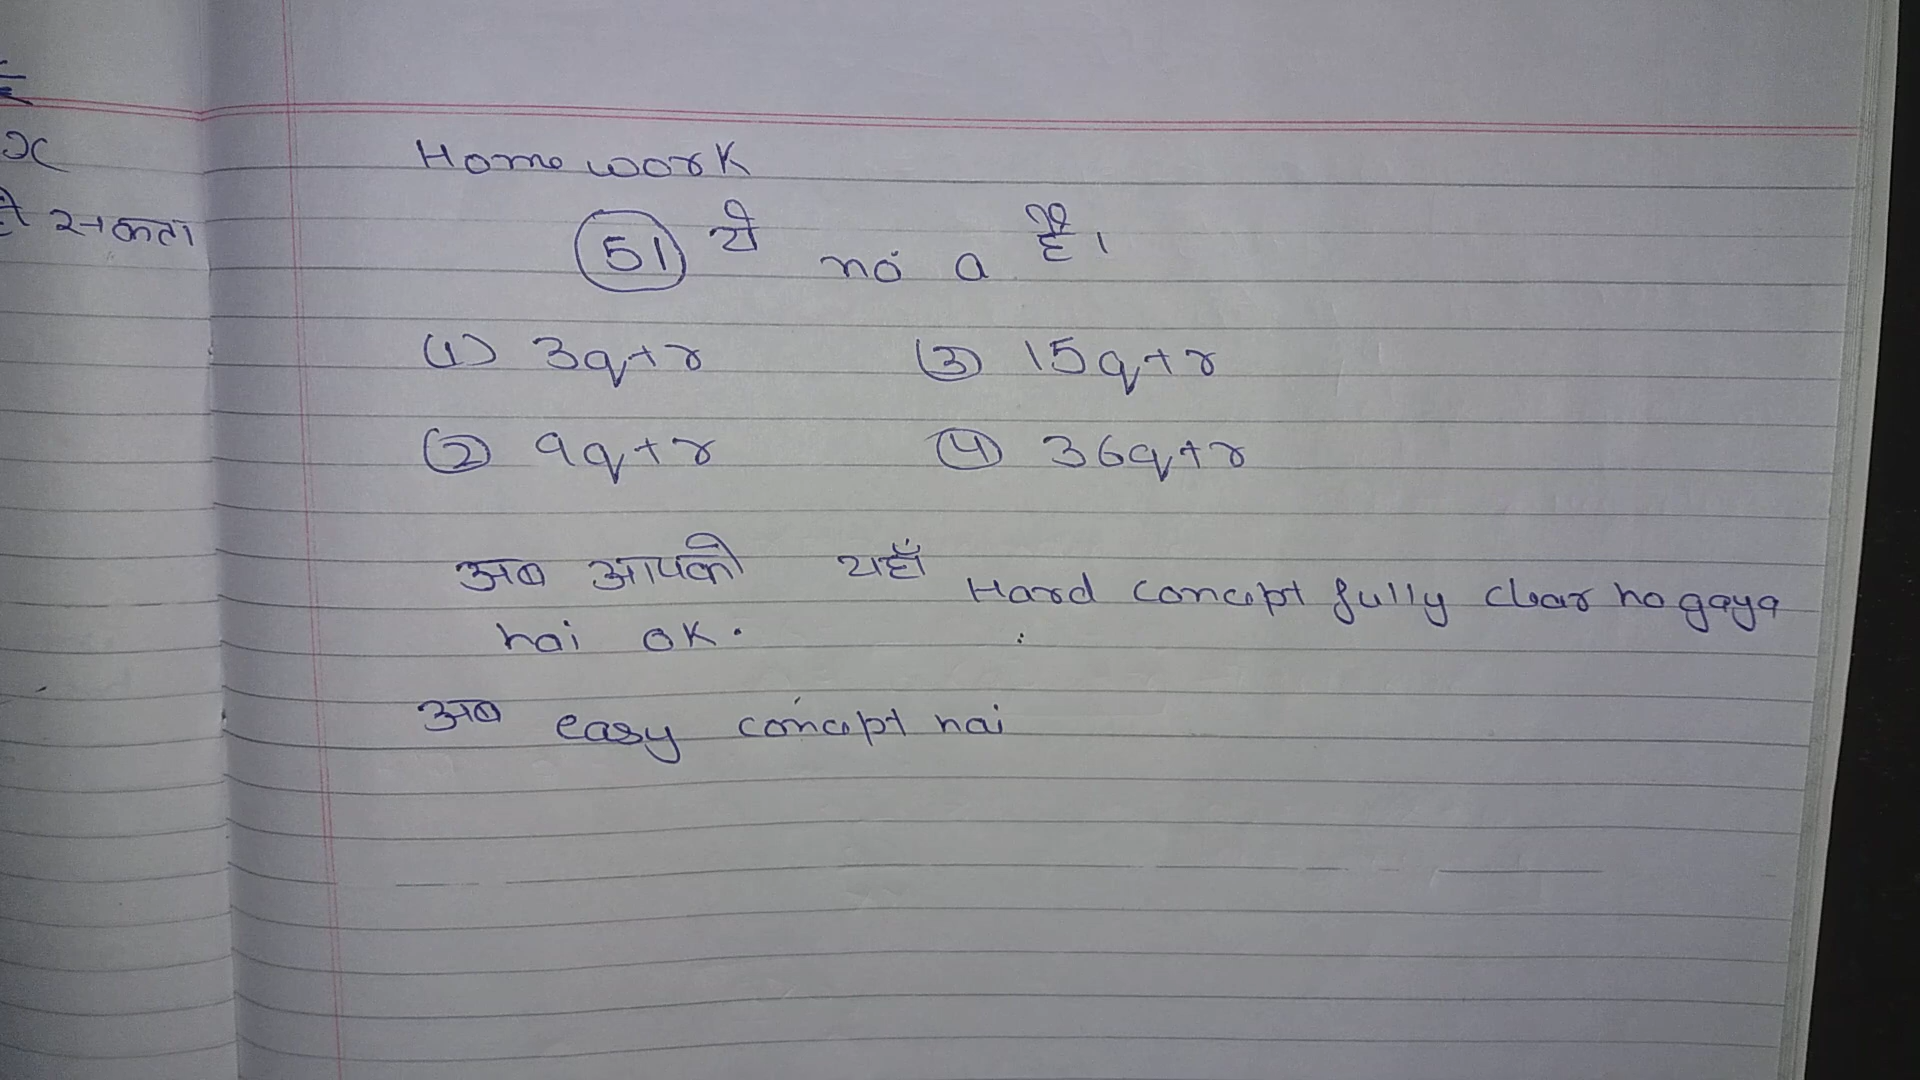 x
सकता
Home work
51 ये no a है।
(1) 3q+r (3) 15q+r
(2) 9q+r (4) 36q+r
अब आपको यहाँ Hard concept fully clear ho gaya
hai OK.
अब easy concept hai